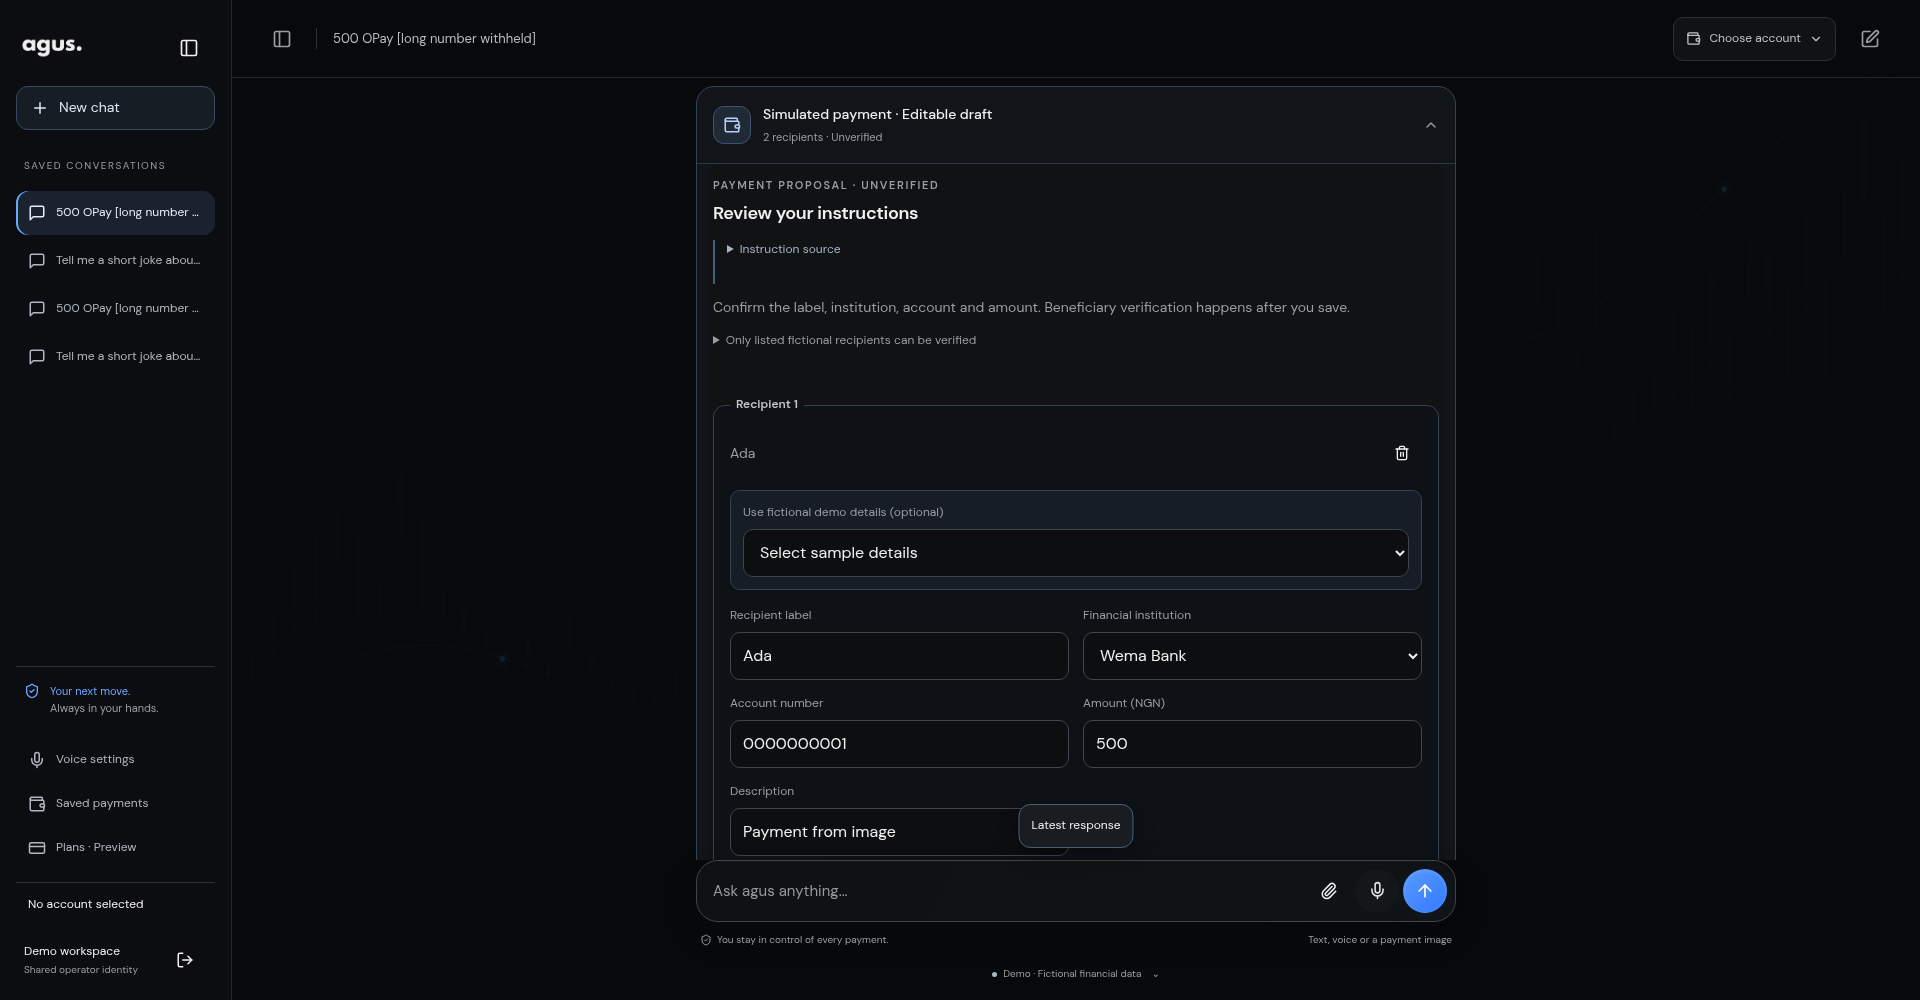 agus.
New chat
SAVED CONVERSATIONS
500 OPay [long number ...
Tell me a short joke abou...
500 OPay [long number ...
Tell me a short joke abou...
Your next move.
Always in your hands.
Voice settings
Saved payments
Plans · Preview
No account selected
Demo workspace
Shared operator identity
500 OPay [long number withheld]
Choose account
Simulated payment · Editable draft
2 recipients · Unverified
PAYMENT PROPOSAL · UNVERIFIED
Review your instructions
Instruction source
Confirm the label, institution, account and amount. Beneficiary verification happens after you save.
Only listed fictional recipients can be verified
Recipient 1
Ada
Use fictional demo details (optional)
Select sample details
Recipient label
Financial institution
Ada
Wema Bank
Account number
Amount (NGN)
0000000001
500
Description
Payment from image
Latest response
Ask agus anything...
You stay in control of every payment.
Text, voice or a payment image
Demo · Fictional financial data